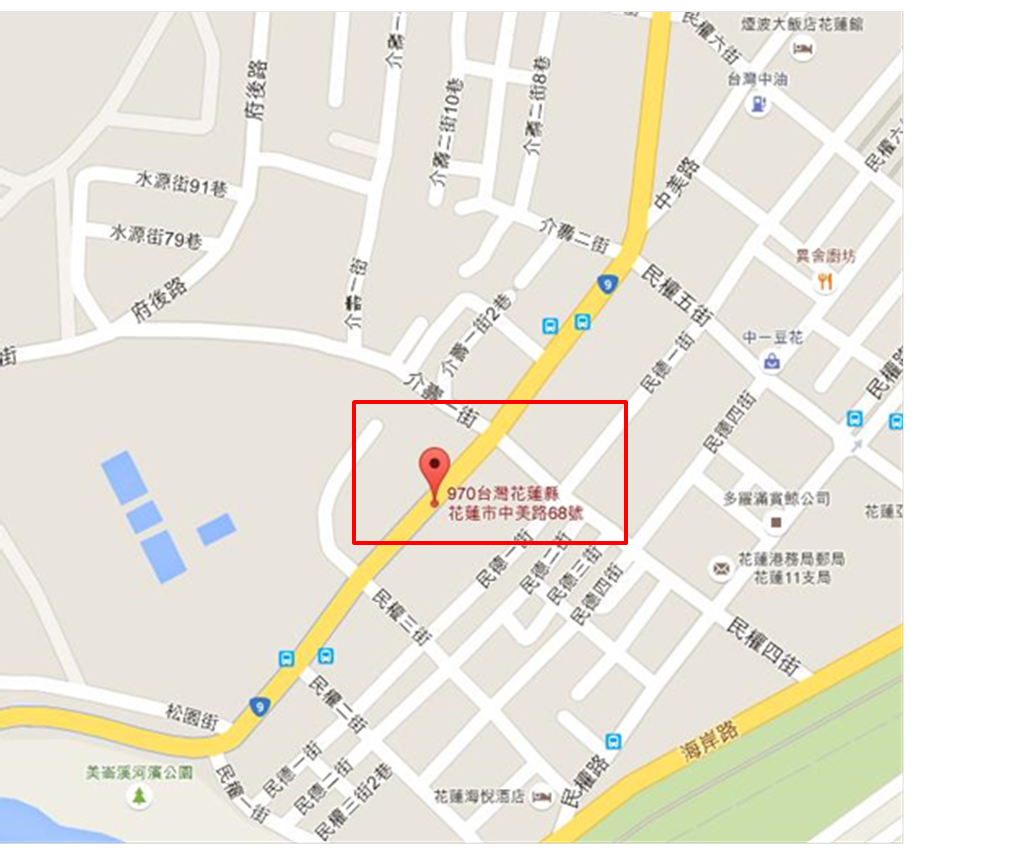 煙波大飯店花蓮館
民權六街
介壽一
台灣中油
府後路
介壽二街10巷
介壽二街8巷
民權六
水源街91巷
中美路
水源街79巷
介壽二街
異舍廚坊
9
民權五街
府後路
介壽一街
介壽一街2巷
中一豆花
民德一街
街
介壽一街
民權路
民德四街
970台灣花蓮縣
花蓮市中美路68號
多羅滿賞鯨公司
花蓮亞
民德一街
民德二街
民德三街
民德四街
花蓮港務局郵局
花蓮11支局
民權三街
民權四街
民權二街
9
松園街
海岸路
美崙溪河濱公園
民權一街
民德一街
民德二街
民權三街2巷
花蓮海悅酒店
民權路